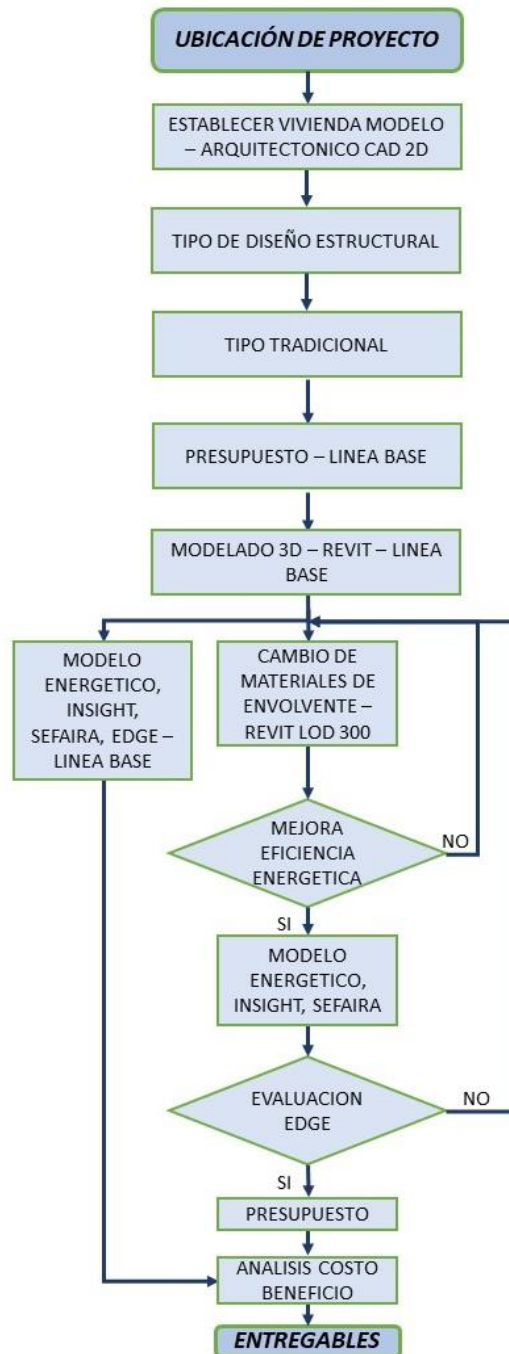 UBICACIÓN DE PROYECTO
ESTABLECER VIVIENDA MODELO
– ARQUITECTONICO CAD 2D
TIPO DE DISEÑO ESTRUCTURAL
TIPO TRADICIONAL
PRESUPUESTO – LINEA BASE
MODELADO 3D – REVIT – LINEA
BASE
MODELO
ENERGETICO,
INSIGHT,
SEFAIRA, EDGE –
LINEA BASE
CAMBIO DE
MATERIALES DE
ENVOLVENTE –
REVIT LOD 300
MEJORA
EFICIENCIA
ENERGETICA
NO
SI
MODELO
ENERGETICO,
INSIGHT, SEFAIRA
EVALUACION
EDGE
NO
SI
PRESUPUESTO
ANALISIS COSTO
BENEFICIO
ENTREGABLES